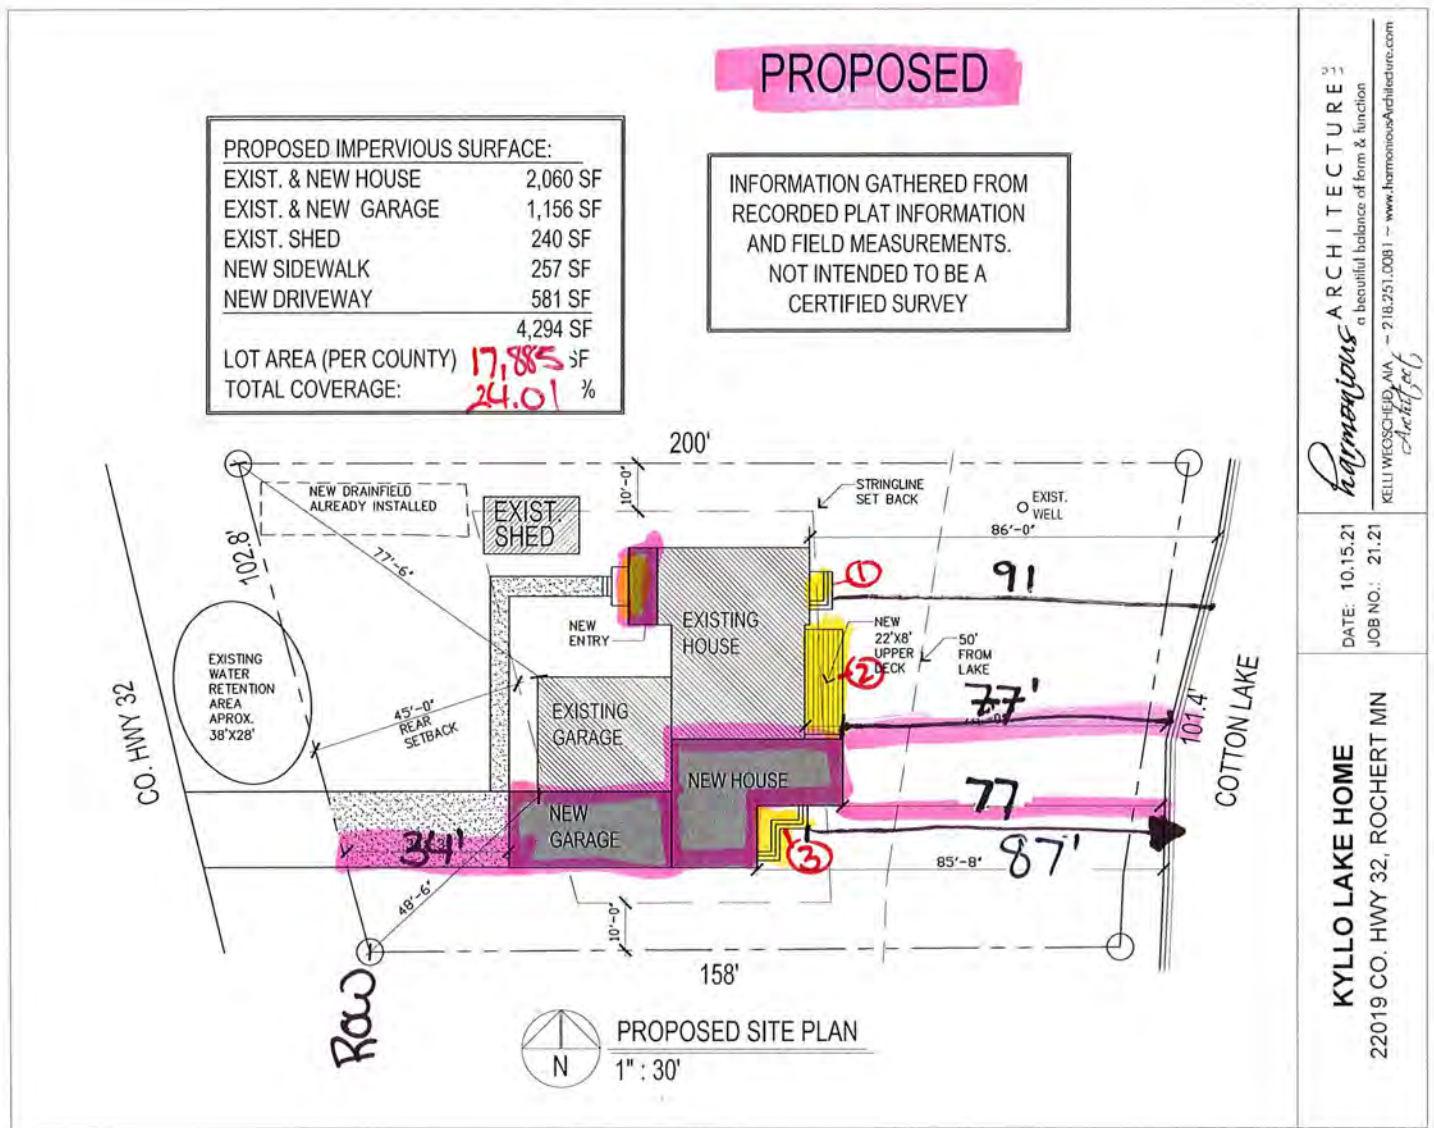 PROPOSED
PROPOSED IMPERVIOUS SURFACE:
EXIST. & NEW HOUSE 2,060 SF
EXIST. & NEW GARAGE 1,156 SF
EXIST. SHED 240 SF
NEW SIDEWALK 257 SF
NEW DRIVEWAY 581 SF
4,294 SF
LOT AREA (PER COUNTY) 17,885 SF
TOTAL COVERAGE: 24.01 %
INFORMATION GATHERED FROM
RECORDED PLAT INFORMATION
AND FIELD MEASUREMENTS.
NOT INTENDED TO BE A
CERTIFIED SURVEY
200'
NEW DRAINFIELD
ALREADY INSTALLED
EXIST.
SHED
10'-0"
STRINGLINE
SET BACK
EXIST.
WELL
86'-0"
102.8'
77'-6"
1
91
NEW
ENTRY
EXISTING
HOUSE
NEW
22'X8'
UPPER
DECK
2
50'
FROM
LAKE
EXISTING
WATER
RETENTION
AREA
APROX.
38'X28'
45'-0"
REAR
SETBACK
EXISTING
GARAGE
77'
101.4'
COTTON LAKE
CO. HWY 32
NEW HOUSE
77
NEW
GARAGE
34'
3
87'
85'-8"
48'-6"
10'-0"
158'
ROW
N
PROPOSED SITE PLAN
1" : 30'
harmonious ARCHITECTURE
a beautiful balance of form & function
KELLI WEGSCHEID, AIA ~ 218.251.0081 ~ www.harmoniousArchitecture.com
Architect
DATE: 10.15.21
JOB NO.: 21.21
KYLLO LAKE HOME
22019 CO. HWY 32, ROCHERT MN